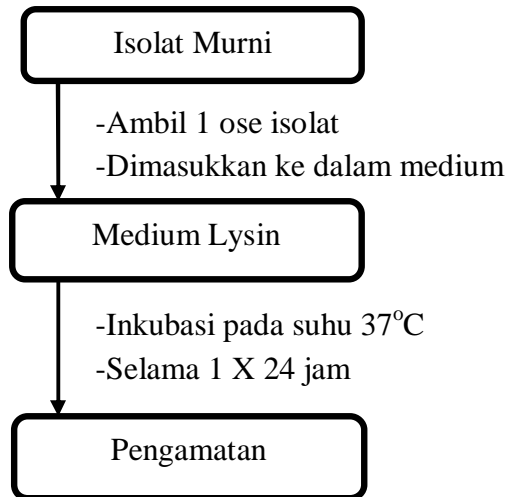 Isolat Murni
-Ambil 1 ose isolat
-Dimasukkan ke dalam medium
Medium Lysin
-Inkubasi pada suhu 37°C
-Selama 1 X 24 jam
Pengamatan